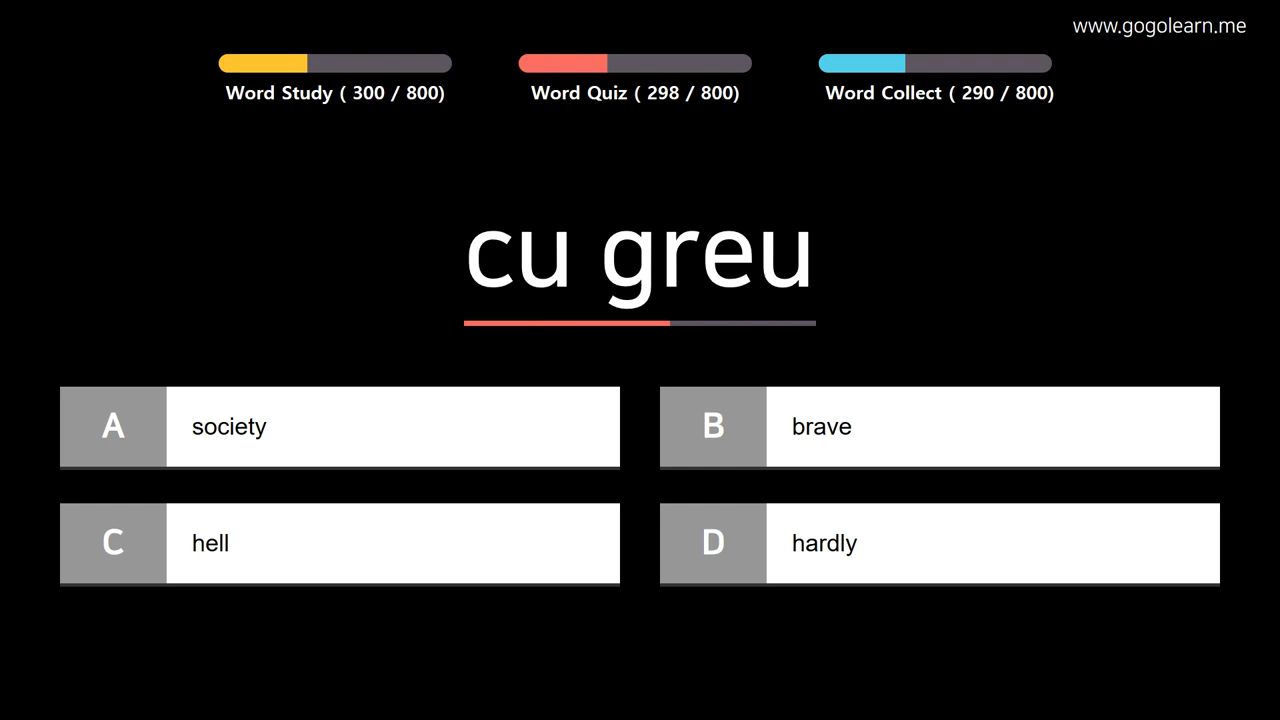 www.gogolearn.me
Word Study ( 300 / 800)
Word Quiz ( 298 / 800)
Word Collect ( 290 / 800)
cu greu
A society
B brave
C hell
D hardly